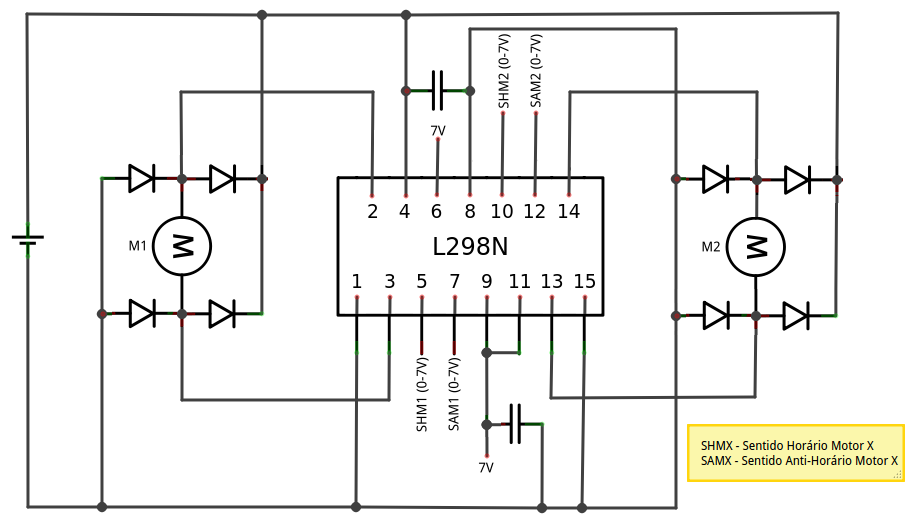 SHM2 (0-7V)
SAM2 (0-7V)
7V
2 4 6 8 10 12 14
L298N
M1 M
M2 M
1 3 5 7 9 11 13 15
SHM1 (0-7V)
SAM1 (0-7V)
7V
SHMX - Sentido Horário Motor X
SAMX - Sentido Anti-Horário Motor X